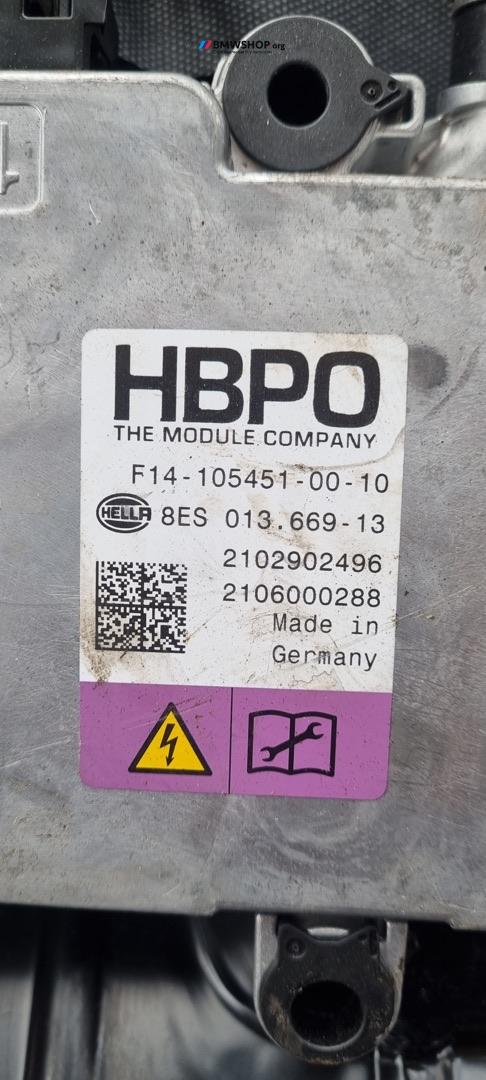 BMWSHOP.org
HBPO
THE MODULE COMPANY
F14-105451-00-10
HELLA 8ES 013.669-13
2102902496
2106000288
Made in
Germany